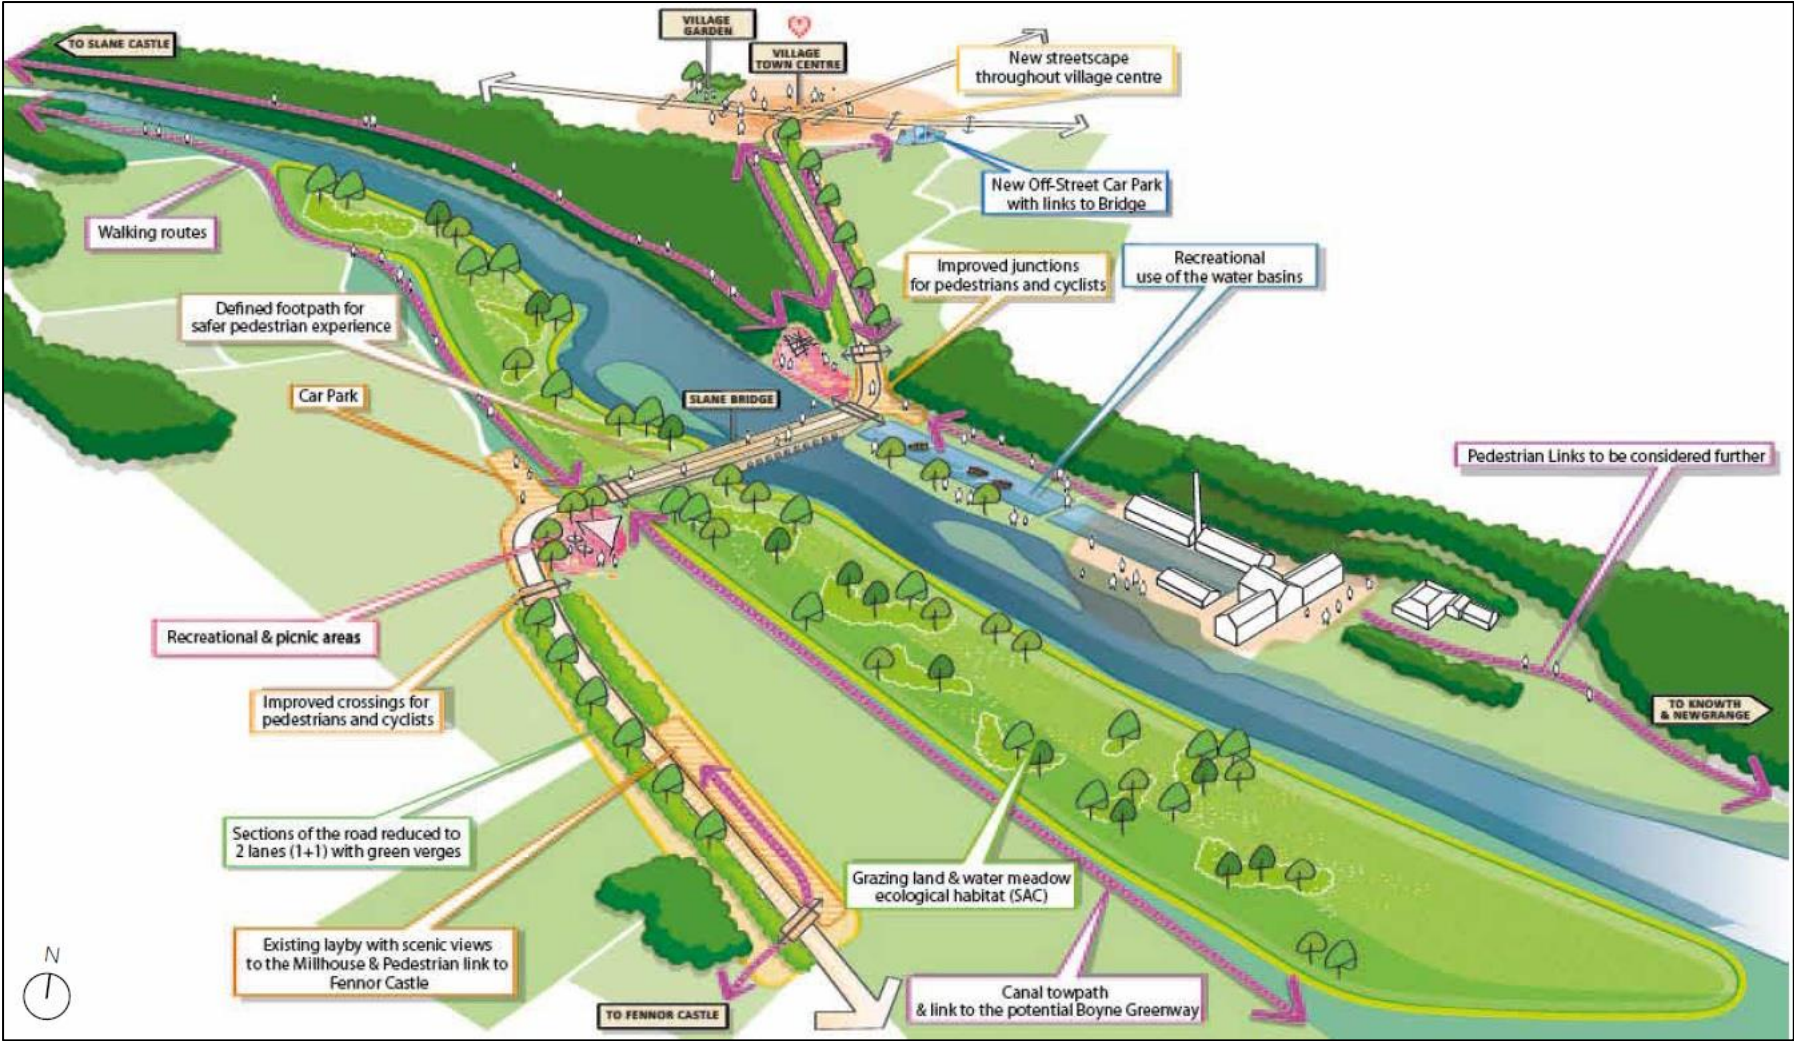 TO SLANE CASTLE
VILLAGE
GARDEN
VILLAGE
TOWN CENTRE
New streetscape
throughout village centre
New Off-Street Car Park
with links to Bridge
Walking routes
Improved junctions
for pedestrians and cyclists
Recreational
use of the water basins
Defined footpath for
safer pedestrian experience
Car Park
SLANE BRIDGE
Pedestrian Links to be considered further
Recreational & picnic areas
Improved crossings for
pedestrians and cyclists
TO KNOWTH
& NEWGRANGE
Sections of the road reduced to
2 lanes (1+1) with green verges
Grazing land & water meadow
ecological habitat (SAC)
Existing layby with scenic views
to the Millhouse & Pedestrian link to
Fennor Castle
N
Canal towpath
& link to the potential Boyne Greenway
TO FENNOR CASTLE